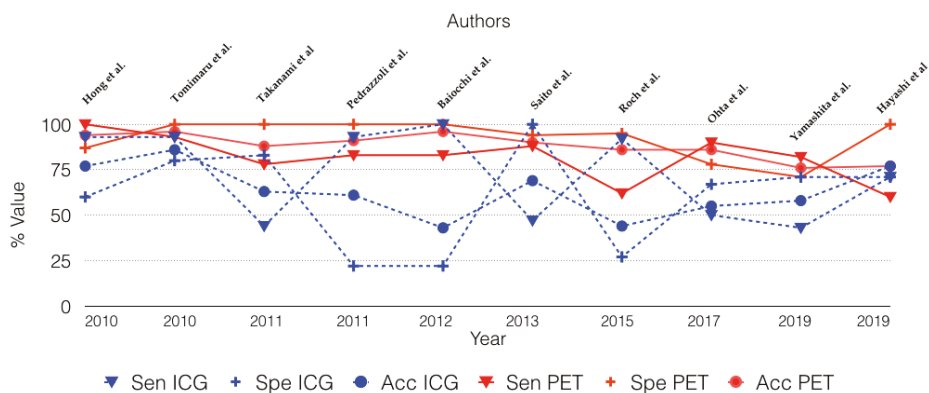 Authors
Hong et al.
Tomimaru et al.
Takanami et al
Pedrazzoli et al.
Baiocchi et al.
Saito et al.
Roch et al.
Ohta et al.
Yamashita et al.
Hayashi et al
100
75
50
25
0
% Value
2010 2010 2011 2011 2012 2013 2015 2017 2019 2019
Year
Sen ICG Spe ICG Acc ICG Sen PET Spe PET Acc PET